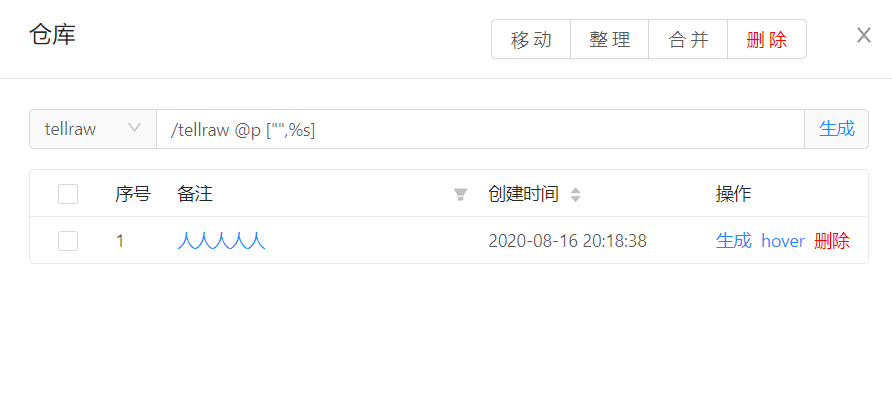 仓库 移动 整理 合并 删除
tellraw /tellraw @p ["",%s] 生成
序号 备注 创建时间 操作
1 人人人人人 2020-08-16 20:18:38 生成 hover 删除